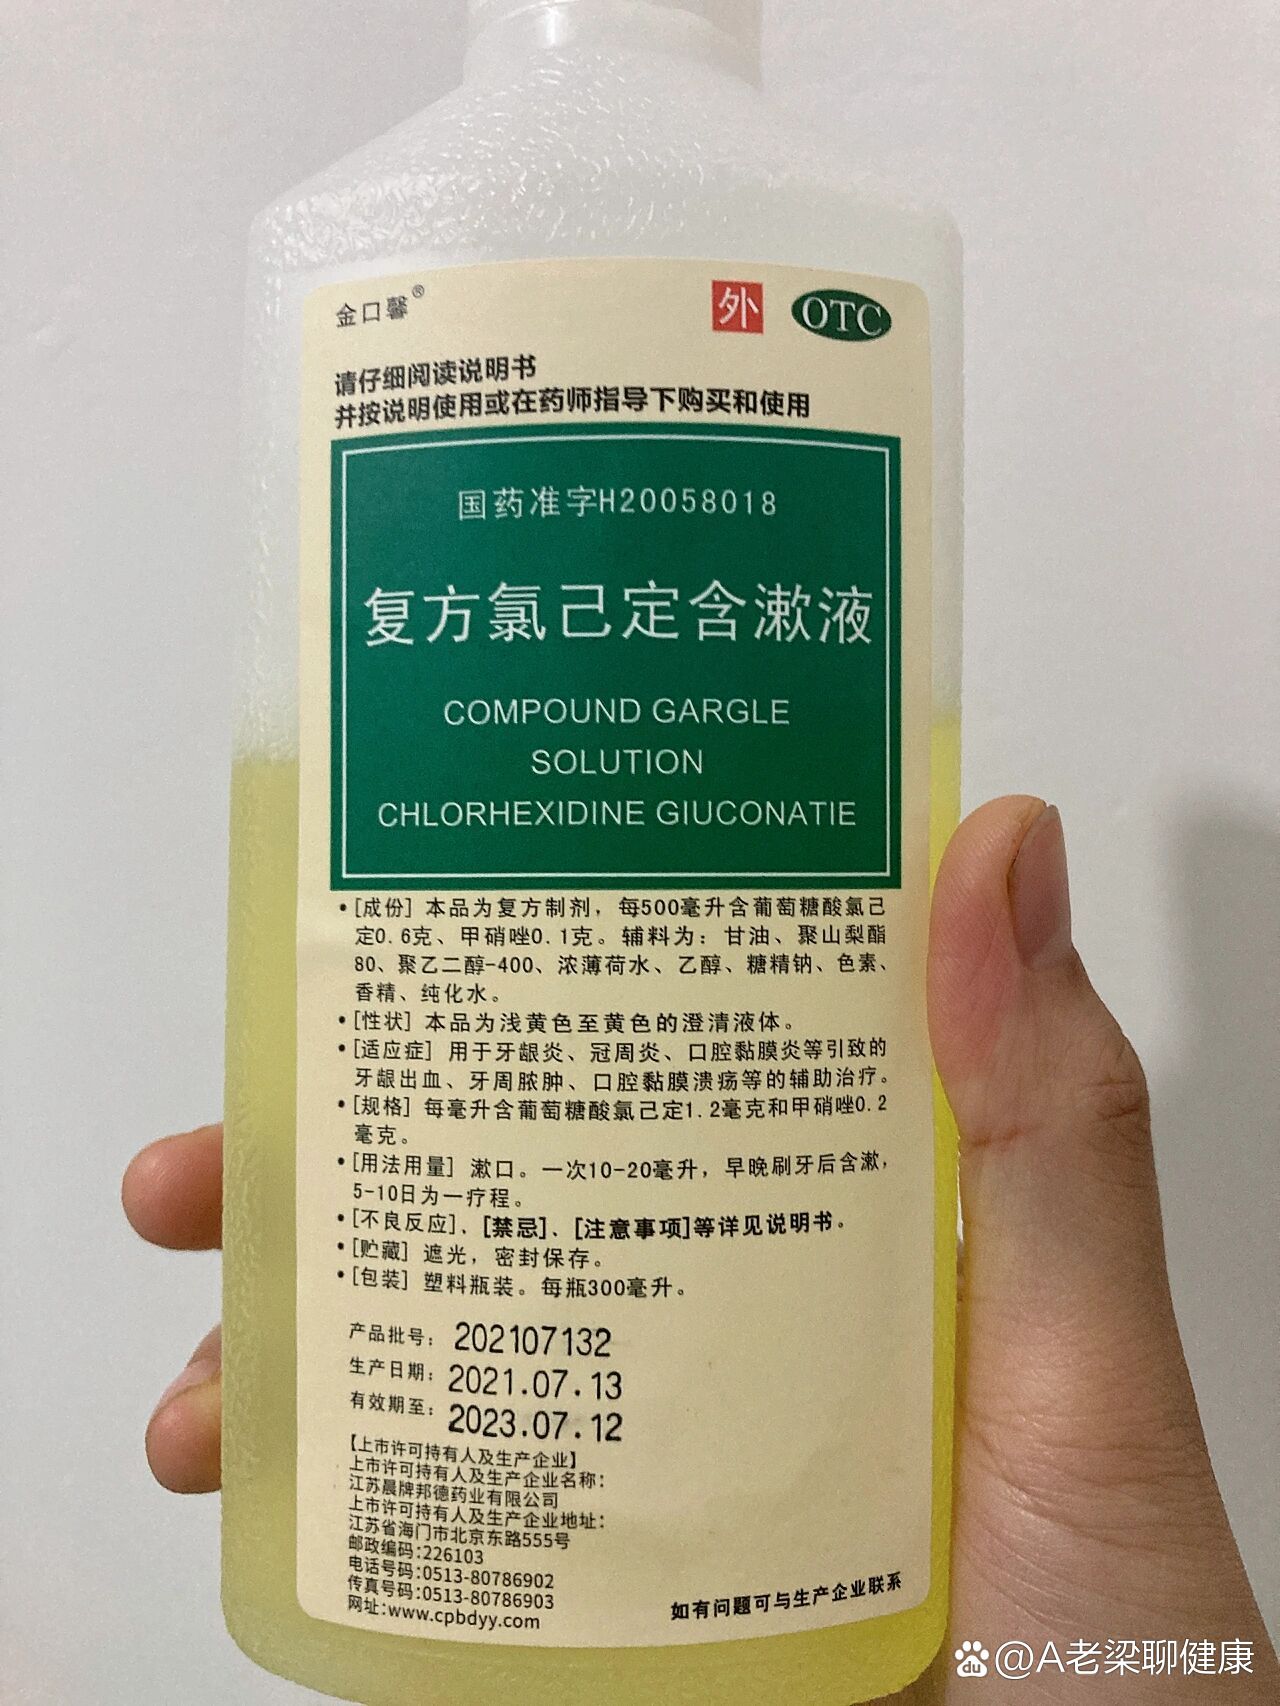 金口馨®
外 OTC
请仔细阅读说明书
并按说明使用或在药师指导下购买和使用
国药准字H20058018
复方氯己定含漱液
COMPOUND GARGLE
SOLUTION
CHLORHEXIDINE GIUCONATIE
•[成份] 本品为复方制剂，每500毫升含葡萄糖酸氯己
定0.6克、甲硝唑0.1克。辅料为：甘油、聚山梨酯
80、聚乙二醇-400、浓薄荷水、乙醇、糖精钠、色素、
香精、纯化水。
•[性状] 本品为浅黄色至黄色的澄清液体。
•[适应症] 用于牙龈炎、冠周炎、口腔黏膜炎等引致的
牙龈出血、牙周脓肿、口腔黏膜溃疡等的辅助治疗。
•[规格] 每毫升含葡萄糖酸氯己定1.2毫克和甲硝唑0.2
毫克。
•[用法用量] 漱口。一次10-20毫升，早晚刷牙后含漱，
5-10日为一疗程。
•[不良反应]、[禁忌]、[注意事项]等详见说明书。
•[贮藏] 遮光，密封保存。
•[包装] 塑料瓶装。每瓶300毫升。
产品批号：202107132
生产日期：2021.07.13
有效期至：2023.07.12
【上市许可持有人及生产企业】
上市许可持有人及生产企业名称：
江苏晨牌邦德药业有限公司
上市许可持有人及生产企业地址：
江苏省海门市北京东路555号
邮政编码:226103
电话号码:0513-80786902
传真号码:0513-80786903
网址:www.cpbdyy.com
如有问题可与生产企业联系
du @A老梁聊健康